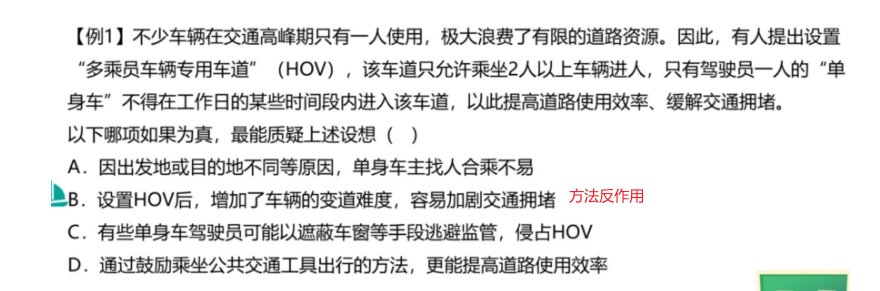 【例1】不少车辆在交通高峰期只有一人使用，极大浪费了有限的道路资源。因此，有人提出设置
“多乘员车辆专用车道”（HOV），该车道只允许乘坐2人以上车辆进人，只有驾驶员一人的“单
身车”不得在工作日的某些时间段内进入该车道，以此提高道路使用效率、缓解交通拥堵。
以下哪项如果为真，最能质疑上述设想（　）
A．因出发地或目的地不同等原因，单身车主找人合乘不易
B．设置HOV后，增加了车辆的变道难度，容易加剧交通拥堵 方法反作用
C．有些单身车驾驶员可能以遮蔽车窗等手段逃避监管，侵占HOV
D．通过鼓励乘坐公共交通工具出行的方法，更能提高道路使用效率